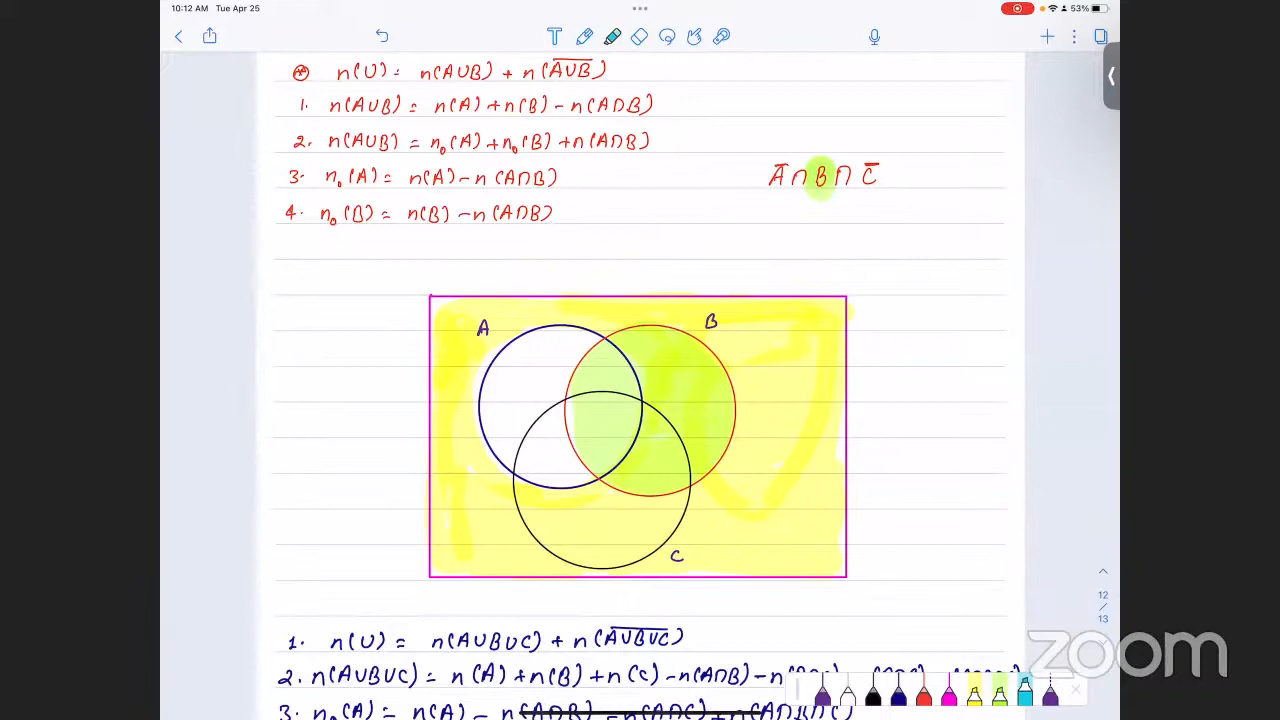 10:12 AM Tue Apr 25
53%
⊛ n(U) = n(A∪B) + n(A̅∪̅B̅)
1. n(A∪B) = n(A) + n(B) - n(A∩B)
2. n(A∪B) = n₀(A) + n₀(B) + n(A∩B)
3. n₀(A) = n(A) - n(A∩B)
A̅ ∩ B ∩ C̅
4. n₀(B) = n(B) - n(A∩B)
A
B
C
12
/
13
1. n(U) = n(A∪B∪C) + n(A̅∪̅B̅∪̅C̅)
zoom
2. n(A∪B∪C) = n(A) + n(B) + n(C) - n(A∩B) -
3. n₀(A) = n(A) - n(A∩B) - n(A∩C) + n(A∩B∩C)